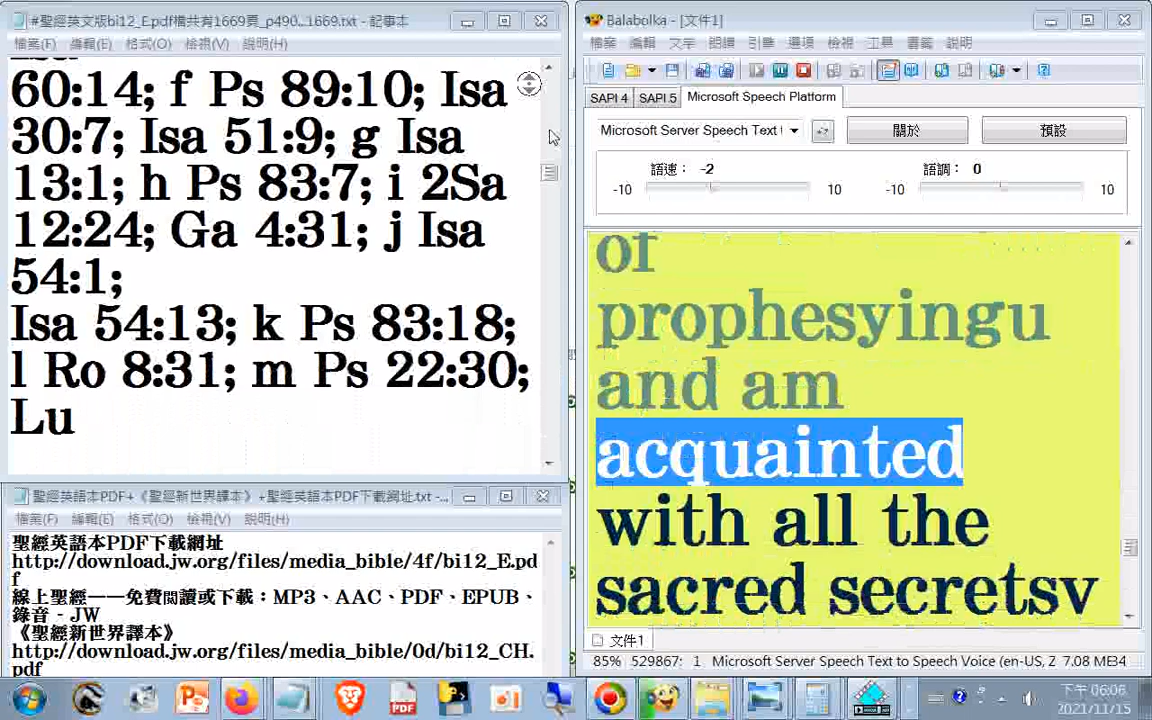 #聖經英文版bi12_E.pdf檔共有1669頁_p490...1669.txt - 記事本
檔案(F) 編輯(E) 格式(O) 檢視(V) 說明(H)
60:14; f Ps 89:10; Isa
30:7; Isa 51:9; g Isa
13:1; h Ps 83:7; i 2Sa
12:24; Ga 4:31; j Isa
54:1;
Isa 54:13; k Ps 83:18;
l Ro 8:31; m Ps 22:30;
Lu
聖經英語本PDF+《聖經新世界譯本》+聖經英語本PDF下載網址.txt - ...
檔案(F) 編輯(E) 格式(O) 檢視(V) 說明(H)
聖經英語本PDF下載網址
http://download.jw.org/files/media_bible/4f/bi12_E.pd
f
線上聖經——免費閱讀或下載：MP3、AAC、PDF、EPUB、
錄音 - JW
《聖經新世界譯本》
http://download.jw.org/files/media_bible/0d/bi12_CH.
pdf
Balabolka - [文件1]
檔案 編輯 文字 朗讀 引擎 選項 檢視 工具 書籤 說明
SAPI 4 SAPI 5 Microsoft Speech Platform
Microsoft Server Speech Text 關於 預設
語速： -2 語調： 0
-10 10 -10 10
of
prophesyingu
and am
acquainted
with all the
sacred secretsv
文件1
85% 529867: 1 Microsoft Server Speech Text to Speech Voice (en-US, Z 7.08 MB
下午 06:06
2021/11/15